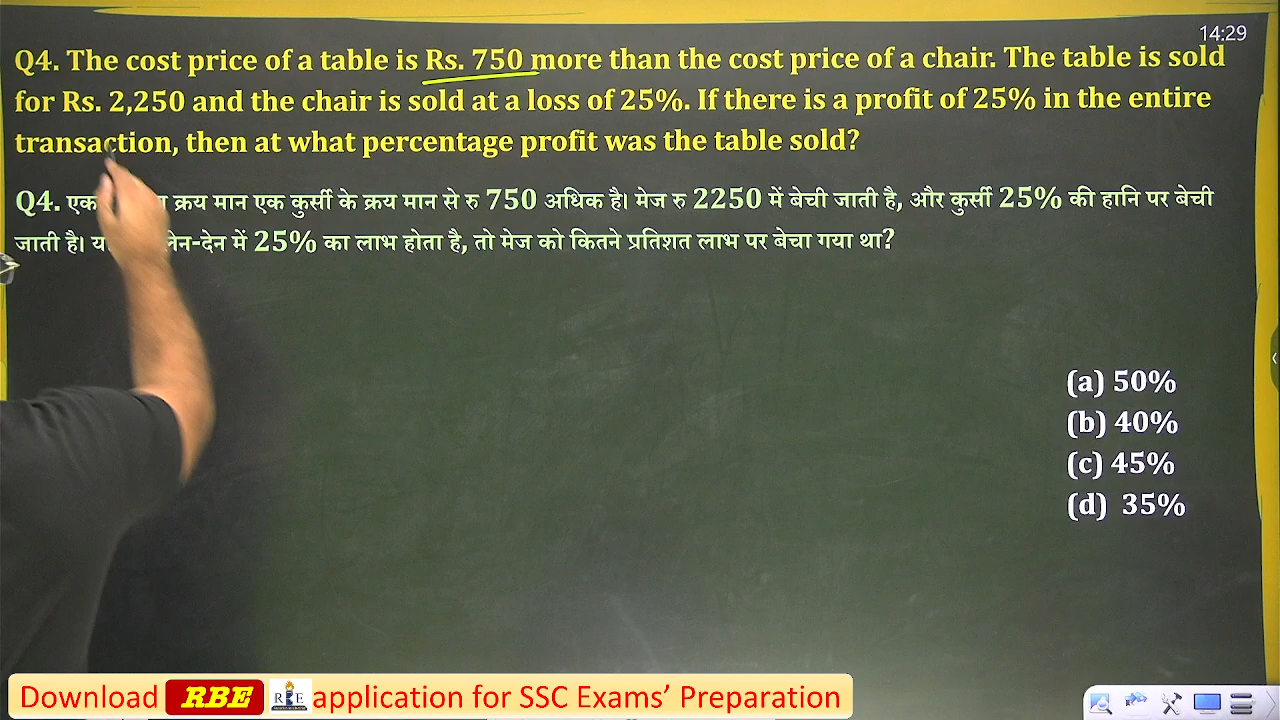 14:29
Q4. The cost price of a table is Rs. 750 more than the cost price of a chair. The table is sold
for Rs. 2,250 and the chair is sold at a loss of 25%. If there is a profit of 25% in the entire
transaction, then at what percentage profit was the table sold?
Q4. एक क्रय मान एक कुर्सी के क्रय मान से रु 750 अधिक है। मेज रु 2250 में बेची जाती है, और कुर्सी 25% की हानि पर बेची
जाती है। लेन-देन में 25% का लाभ होता है, तो मेज को कितने प्रतिशत लाभ पर बेचा गया था?
(a) 50%
(b) 40%
(c) 45%
(d) 35%
Download RBE RBE application for SSC Exams’ Preparation